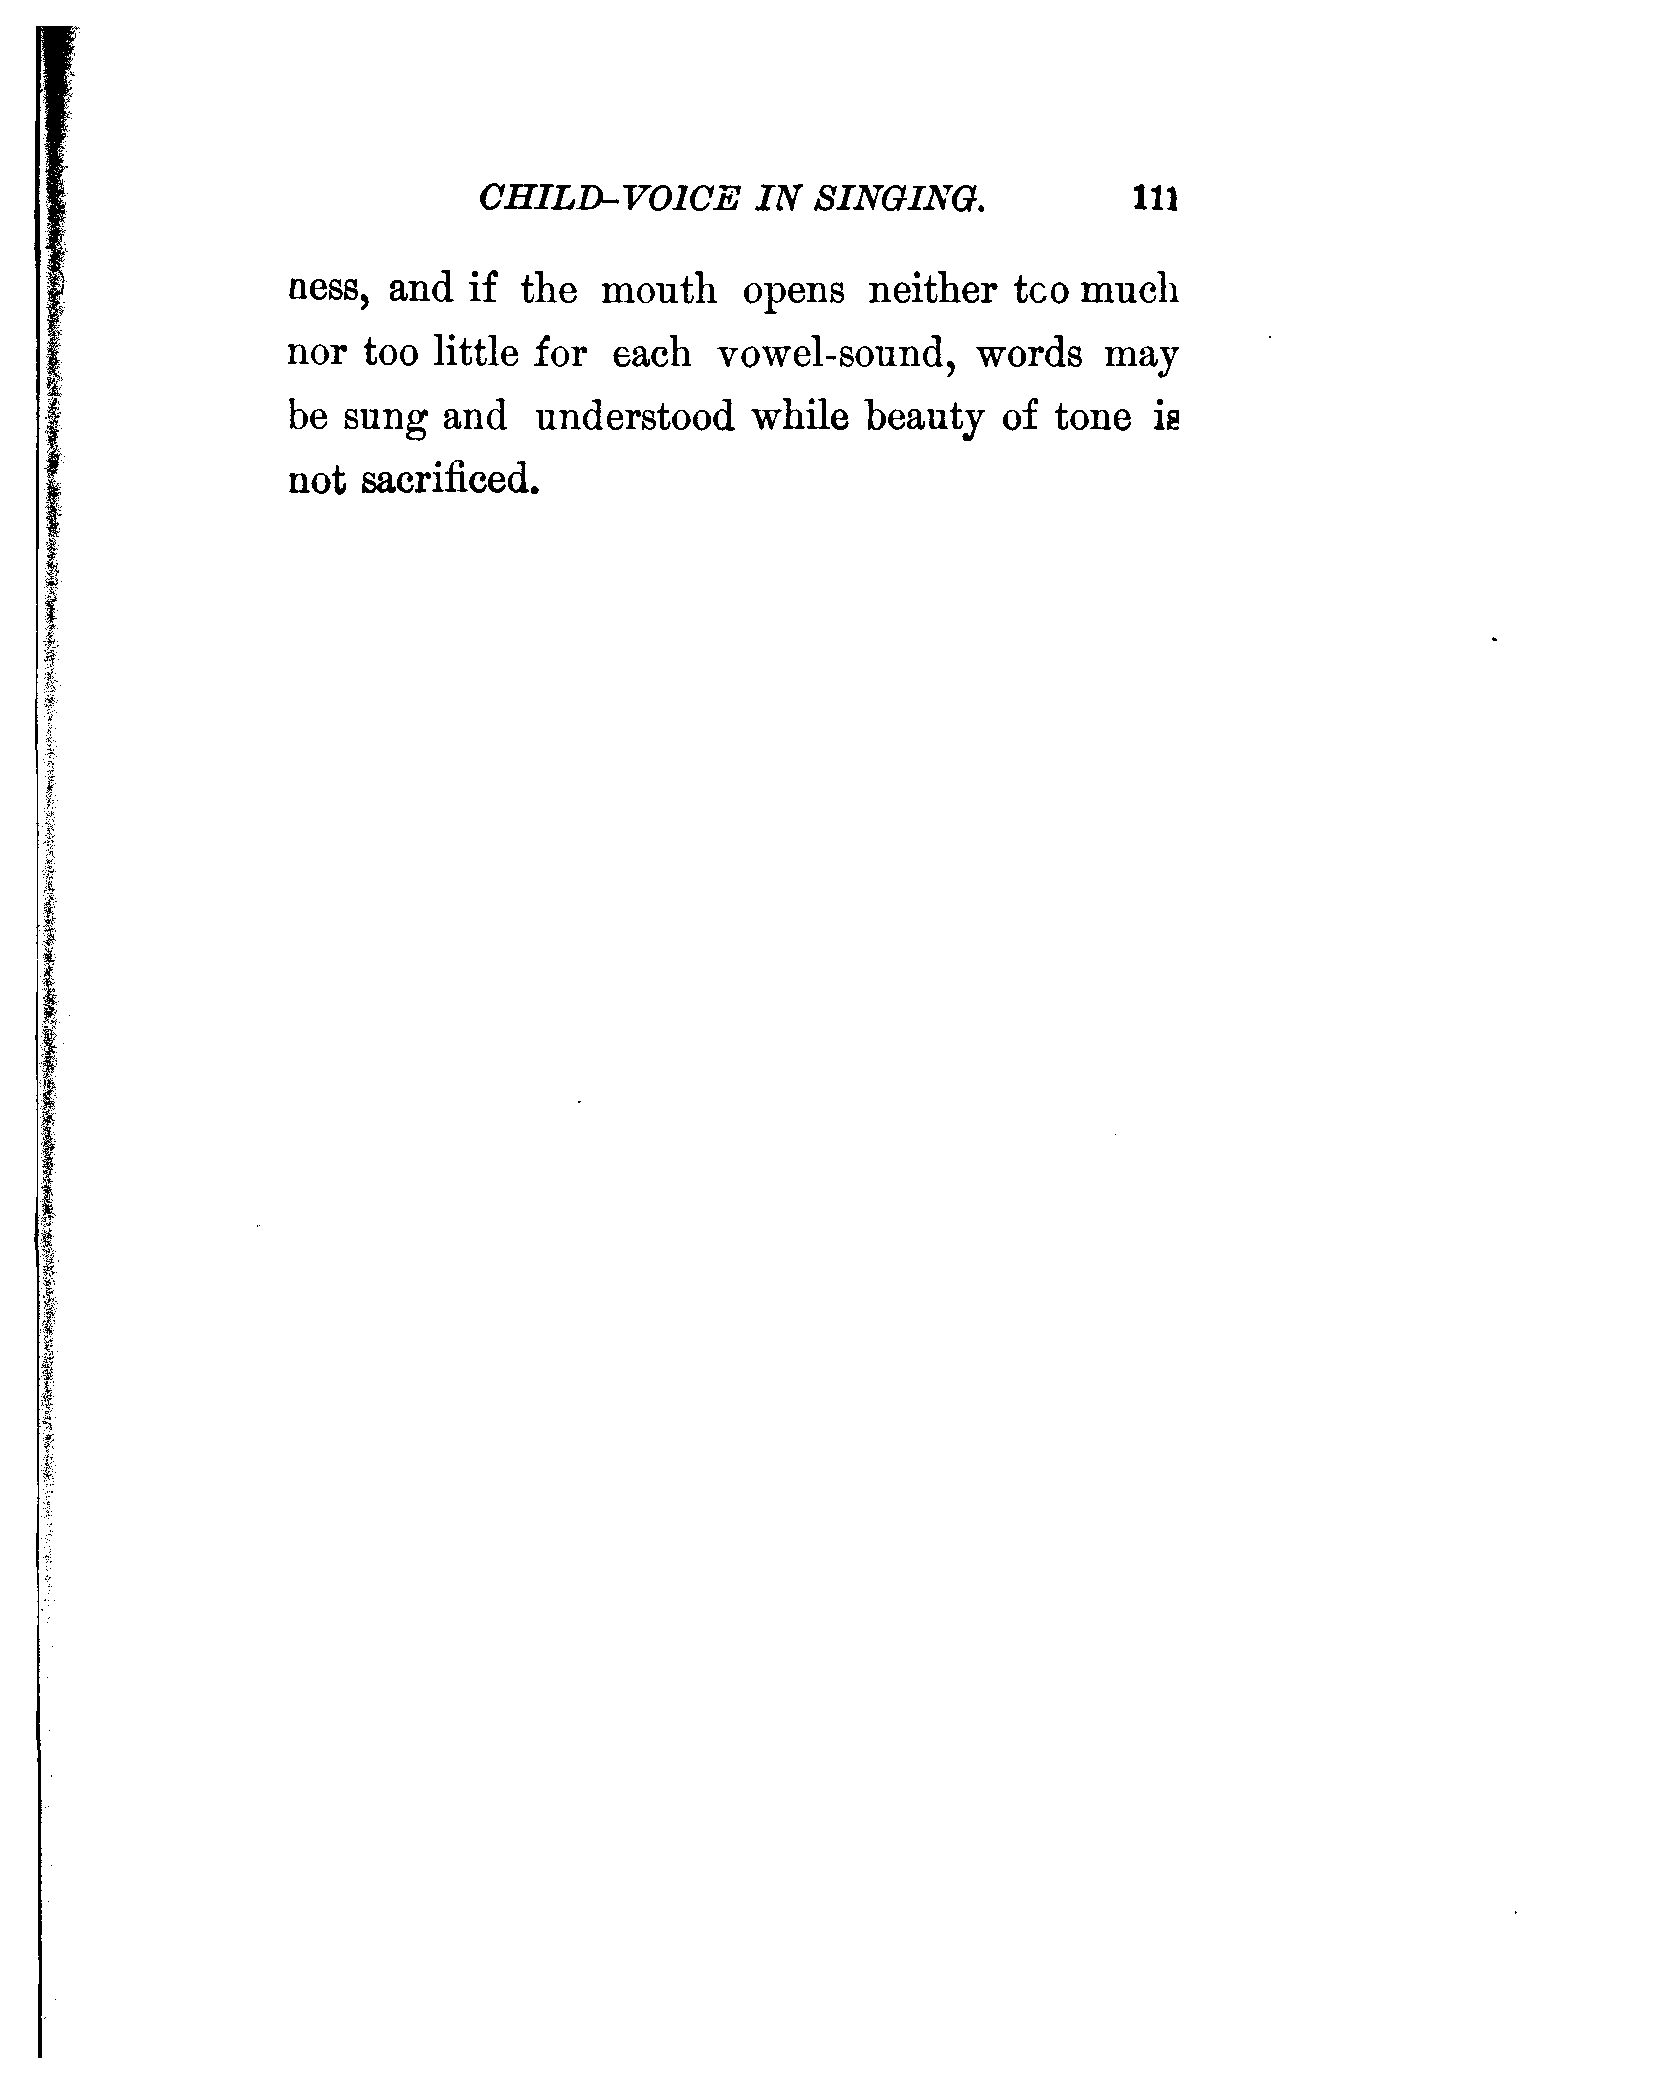 CHILD-VOICE IN SINGING. 111
ness, and if the mouth opens neither too much
nor too little for each vowel-sound, words may
be sung and understood while beauty of tone is
not sacrificed.